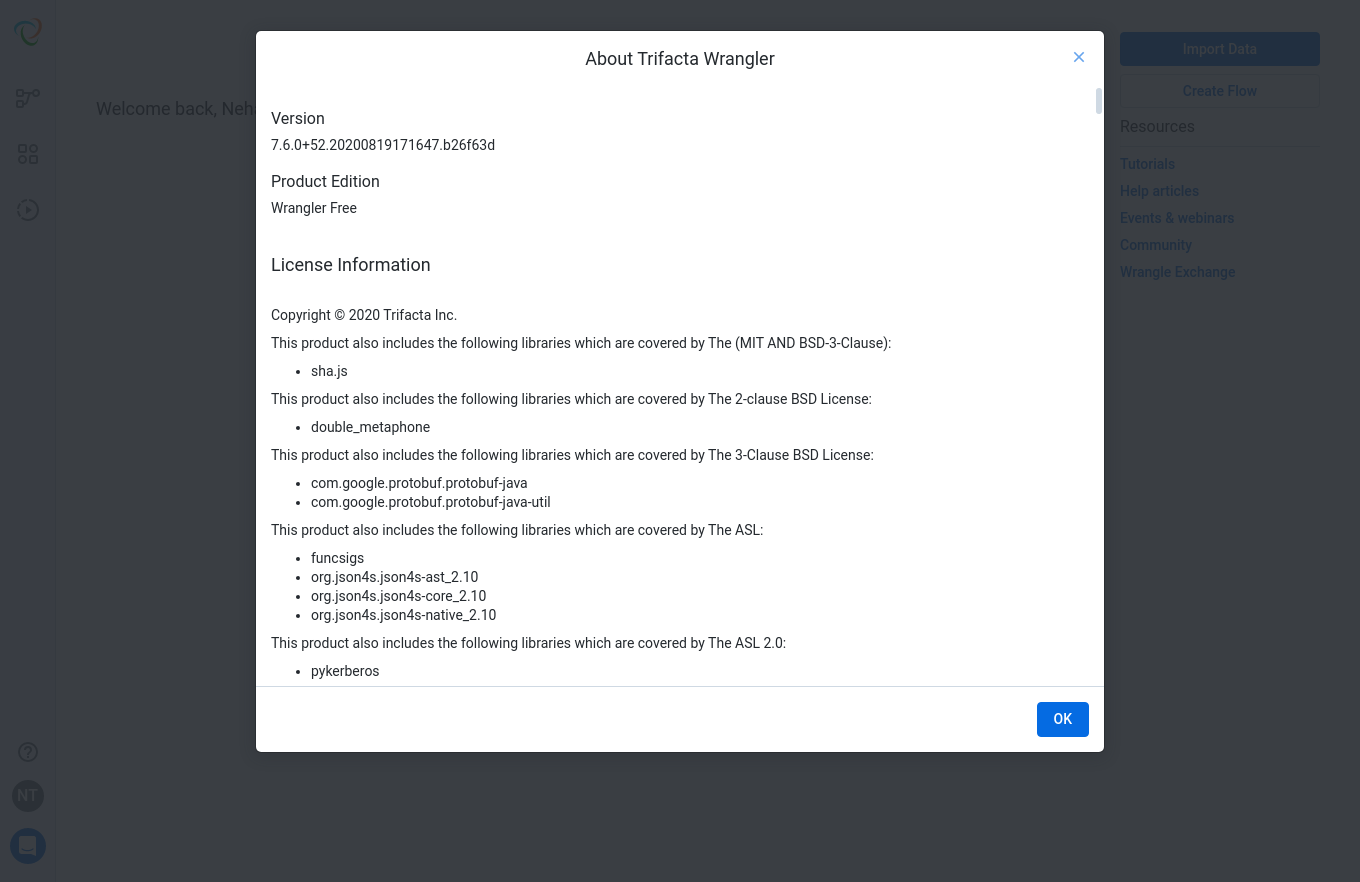 About Trifacta Wrangler
Version
7.6.0+52.20200819171647.b26f63d
Product Edition
Wrangler Free
License Information
Copyright © 2020 Trifacta Inc.
This product also includes the following libraries which are covered by The (MIT AND BSD-3-Clause):
• sha.js
This product also includes the following libraries which are covered by The 2-clause BSD License:
• double_metaphone
This product also includes the following libraries which are covered by The 3-Clause BSD License:
• com.google.protobuf.protobuf-java
• com.google.protobuf.protobuf-java-util
This product also includes the following libraries which are covered by The ASL:
• funcsigs
• org.json4s.json4s-ast_2.10
• org.json4s.json4s-core_2.10
• org.json4s.json4s-native_2.10
This product also includes the following libraries which are covered by The ASL 2.0:
• pykerberos
OK
Welcome back, Neha
Import Data
Create Flow
Resources
Tutorials
Help articles
Events & webinars
Community
Wrangle Exchange
NT